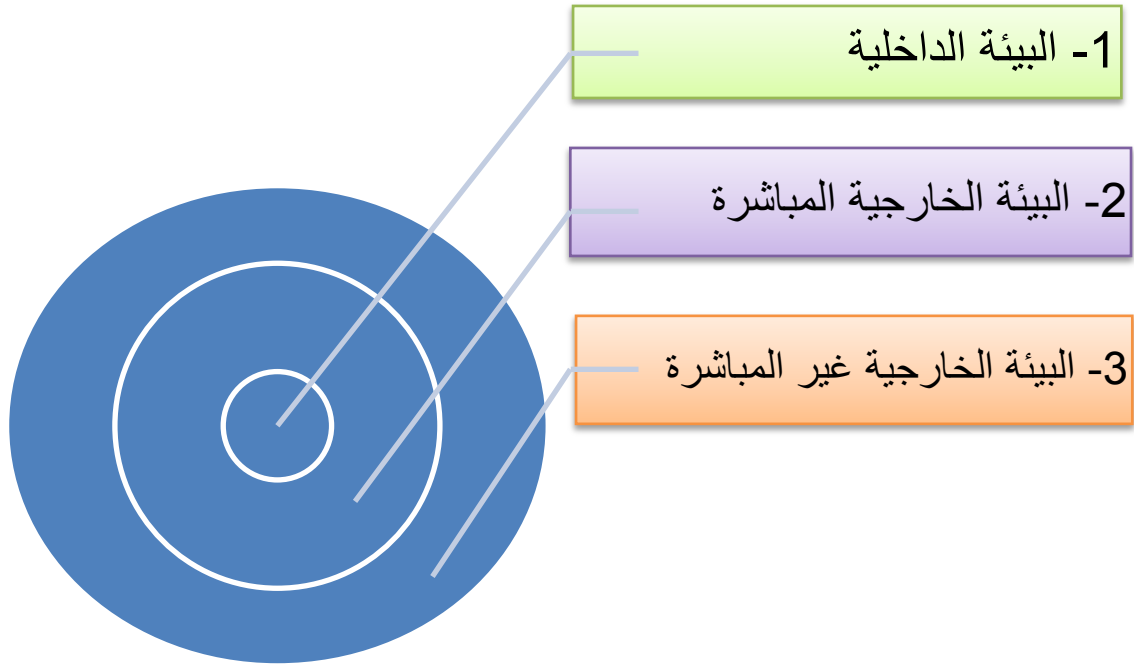 1- البيئة الداخلية
2- البيئة الخارجية المباشرة
3- البيئة الخارجية غير المباشرة